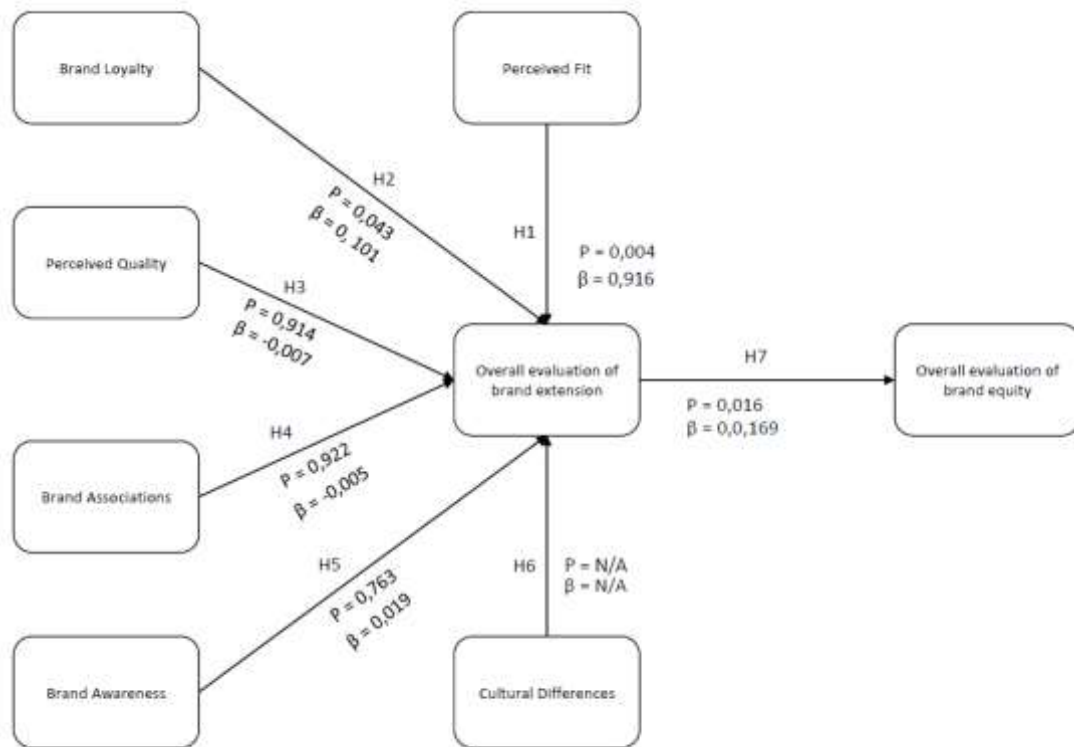 Brand Loyalty
Perceived Fit
H2
P = 0,043
β = 0, 101
H1
P = 0,004
β = 0,916
Perceived Quality
H3
P = 0,914
β = -0,007
Overall evaluation of
brand extension
H7
P = 0,016
β = 0,0,169
Overall evaluation of
brand equity
H4
P = 0,922
β = -0,005
Brand Associations
H5
P = 0,763
β = 0,019
H6
P = N/A
β = N/A
Brand Awareness
Cultural Differences